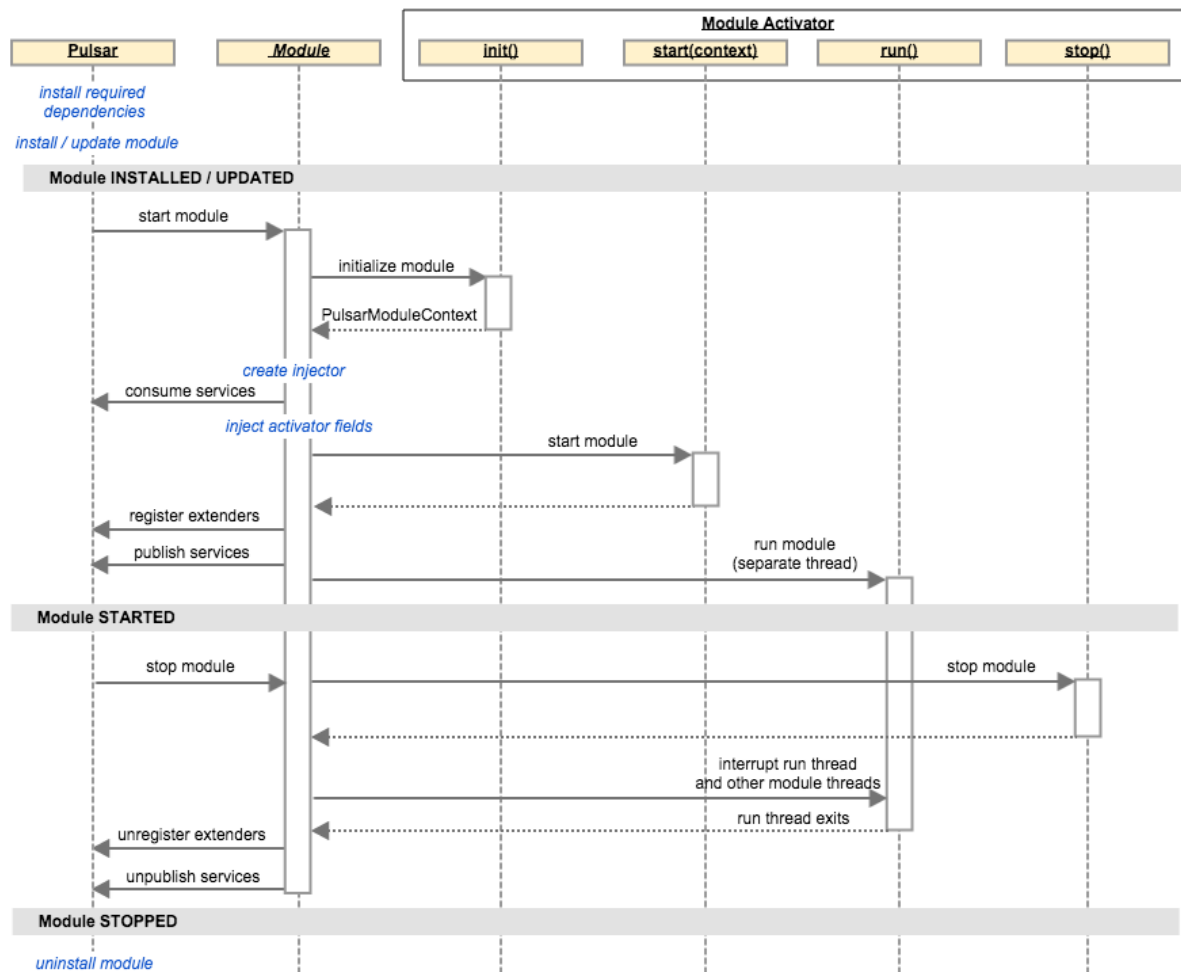 Module Activator
Pulsar
Module
init()
start(context)
run()
stop()
install required
dependencies
install / update module
Module INSTALLED / UPDATED
start module
initialize module
PulsarModuleContext
create injector
consume services
inject activator fields
start module
register extenders
publish services
run module
(separate thread)
Module STARTED
stop module
stop module
interrupt run thread
and other module threads
run thread exits
unregister extenders
unpublish services
Module STOPPED
uninstall module